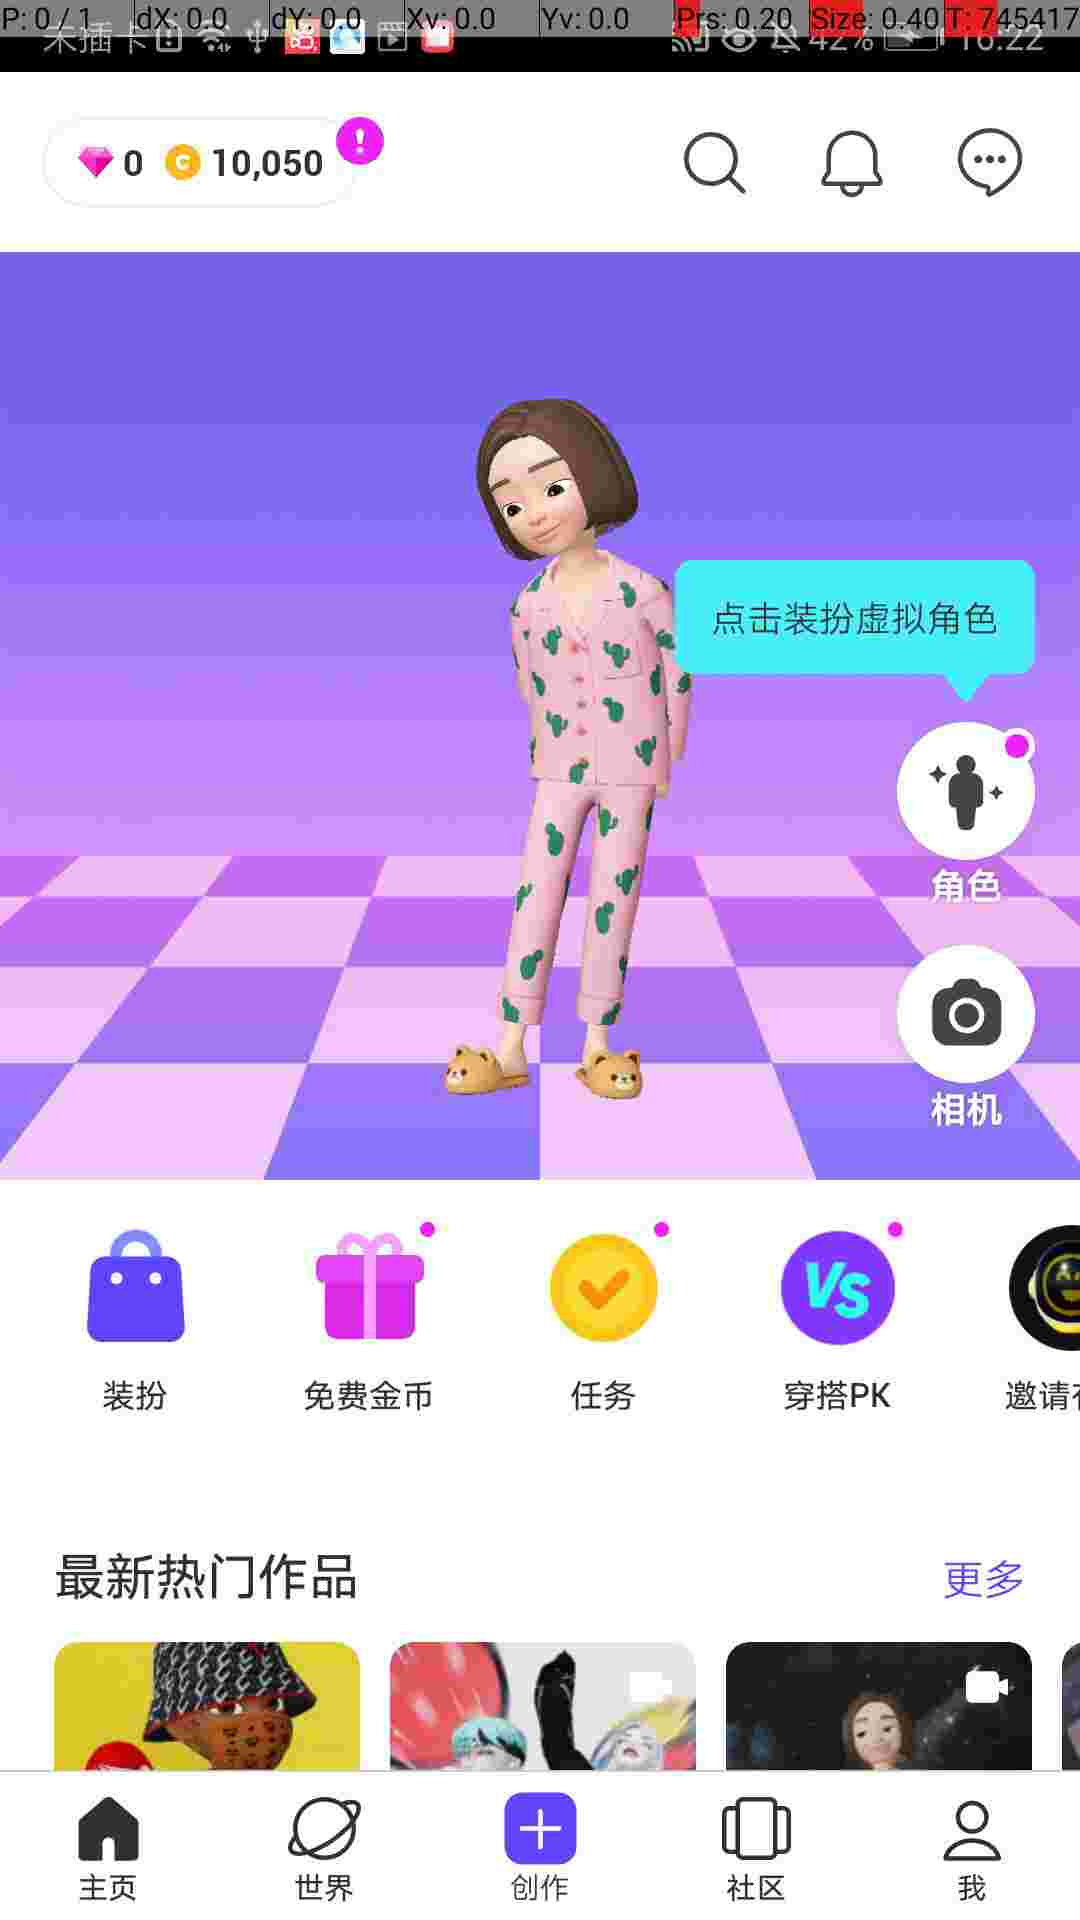 P: 0 / 1 dX: 0.0 dY: 0.0 Xv: 0.0 Yv: 0.0 Prs: 0.20 Size: 0.40 T: 745417
未插卡 42% 16:22
0 C 10,050 !
点击装扮虚拟角色
角色
相机
VS
装扮 免费金币 任务 穿搭PK 邀请
最新热门作品 更多
主页 世界 创作 社区 我